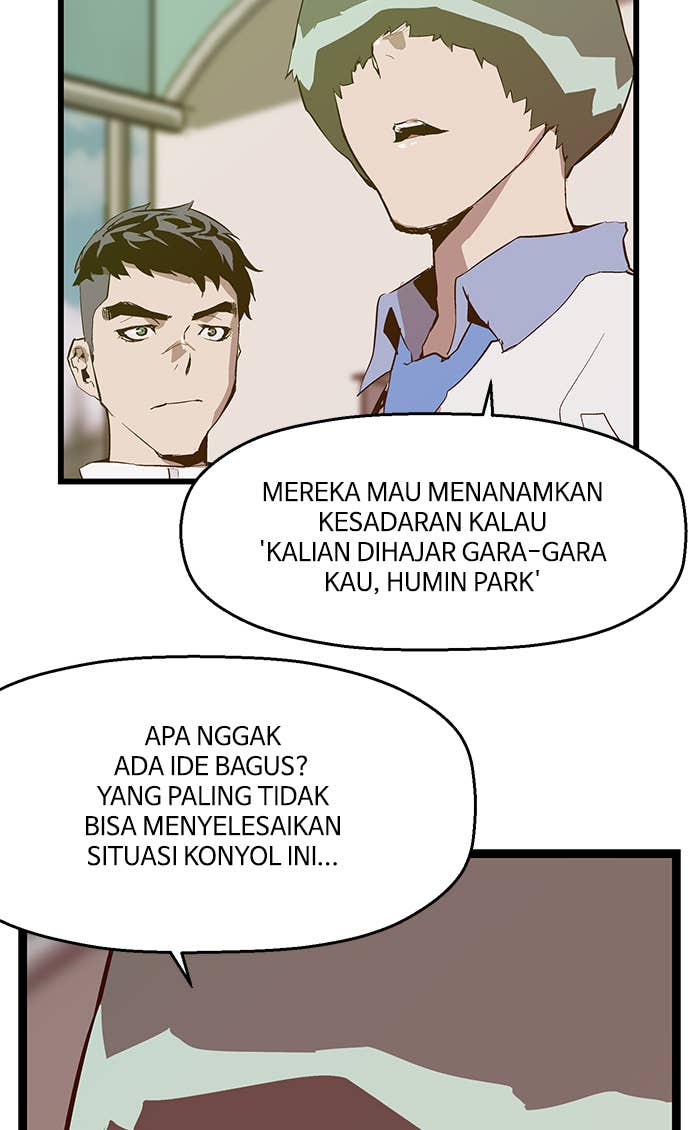 MEREKA MAU MENANAMKAN
KESADARAN KALAU
'KALIAN DIHAJAR GARA-GARA
KAU, HUMIN PARK'
APA NGGAK
ADA IDE BAGUS?
YANG PALING TIDAK
BISA MENYELESAIKAN
SITUASI KONYOL INI...